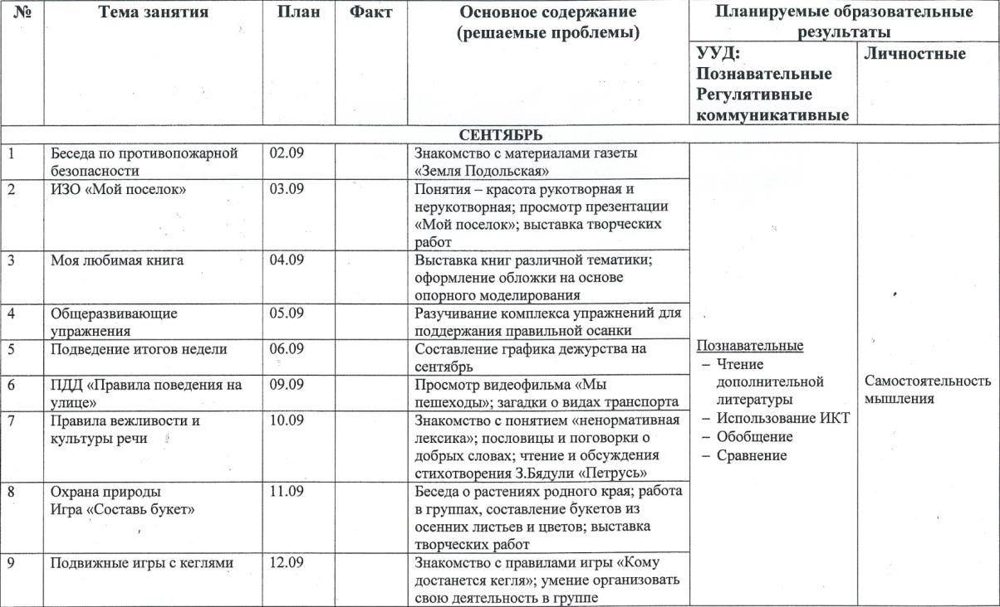 № Тема занятия План Факт Основное содержание Планируемые образовательные
(решаемые проблемы) результаты
УУД: Личностные
Познавательные
Регулятивные
коммуникативные
СЕНТЯБРЬ
1 Беседа по противопожарной 02.09 Знакомство с материалами газеты
безопасности «Земля Подольская»
2 ИЗО «Мой поселок» 03.09 Понятия – красота рукотворная и
нерукотворная; просмотр презентации
«Мой поселок»; выставка творческих
работ
3 Моя любимая книга 04.09 Выставка книг различной тематики;
оформление обложки на основе
опорного моделирования
4 Общеразвивающие 05.09 Разучивание комплекса упражнений для
упражнения поддержания правильной осанки
5 Подведение итогов недели 06.09 Составление графика дежурства на
сентябрь
6 ПДД «Правила поведения на 09.09 Просмотр видеофильма «Мы
улице» пешеходы»; загадки о видах транспорта
7 Правила вежливости и 10.09 Знакомство с понятием «ненормативная
культуры речи лексика»; пословицы и поговорки о
добрых словах; чтение и обсуждения
стихотворения З.Бядули «Петрусь»
8 Охрана природы 11.09 Беседа о растениях родного края; работа
Игра «Составь букет» в группах, составление букетов из
осенних листьев и цветов; выставка
творческих работ
9 Подвижные игры с кеглями 12.09 Знакомство с правилами игры «Кому
достанется кегля»; умение организовать
свою деятельность в группе
Познавательные
– Чтение
дополнительной
литературы
– Использование ИКТ
– Обобщение
– Сравнение
Самостоятельность
мышления